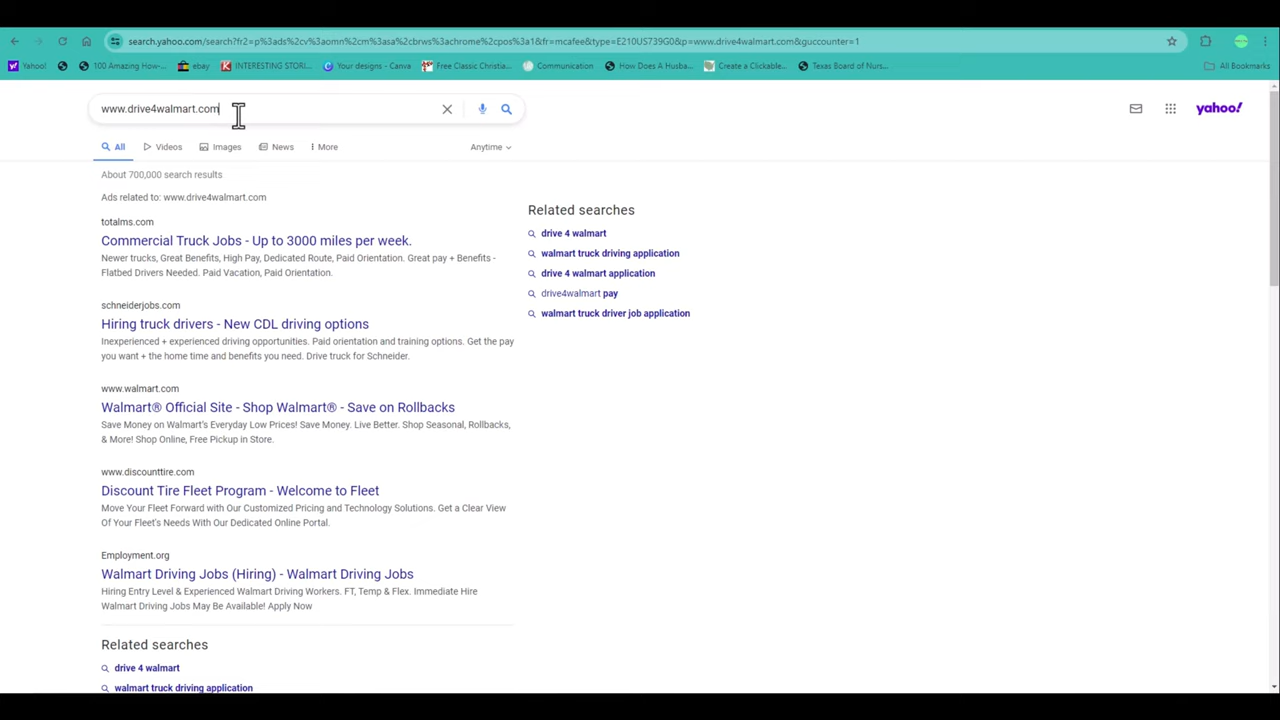 search.yahoo.com/search?fr2=p%3ads%2cv%3aomn%2cm%3asa%2cbrws%3achrome%2cpos%3a1&fr=mcafee&type=E210US739G0&p=www.drive4walmart.com&guccounter=1
Yahoo! 100 Amazing How-... ebay INTERESTING STORI... Your designs - Canva Free Classic Christia... Communication How Does A Husba... Create a Clickable... Texas Board of Nurs... All Bookmarks
www.drive4walmart.com
yahoo!
All Videos Images News More Anytime
About 700,000 search results
Ads related to: www.drive4walmart.com
totalms.com
Commercial Truck Jobs - Up to 3000 miles per week.
Newer trucks, Great Benefits, High Pay, Dedicated Route, Paid Orientation. Great pay + Benefits -
Flatbed Drivers Needed. Paid Vacation, Paid Orientation.
schneiderjobs.com
Hiring truck drivers - New CDL driving options
Inexperienced + experienced driving opportunities. Paid orientation and training options. Get the pay
you want + the home time and benefits you need. Drive truck for Schneider.
www.walmart.com
Walmart® Official Site - Shop Walmart® - Save on Rollbacks
Save Money on Walmart's Everyday Low Prices! Save Money. Live Better. Shop Seasonal, Rollbacks,
& More! Shop Online, Free Pickup in Store.
www.discounttire.com
Discount Tire Fleet Program - Welcome to Fleet
Move Your Fleet Forward with Our Customized Pricing and Technology Solutions. Get a Clear View
Of Your Fleet's Needs With Our Dedicated Online Portal.
Employment.org
Walmart Driving Jobs (Hiring) - Walmart Driving Jobs
Hiring Entry Level & Experienced Walmart Driving Workers. FT, Temp & Flex. Immediate Hire
Walmart Driving Jobs May Be Available! Apply Now
Related searches
drive 4 walmart
walmart truck driving application
Related searches
drive 4 walmart
walmart truck driving application
drive 4 walmart application
drive4walmart pay
walmart truck driver job application